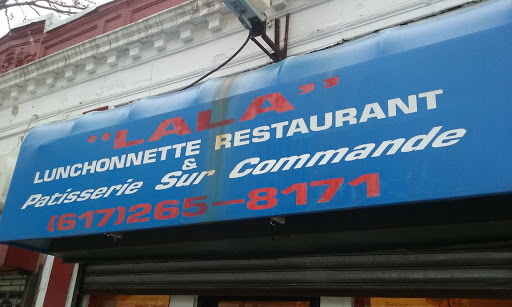 "LALA"
LUNCHONNETTE RESTAURANT
&
Patisserie Sur Commande
(617)265-8171